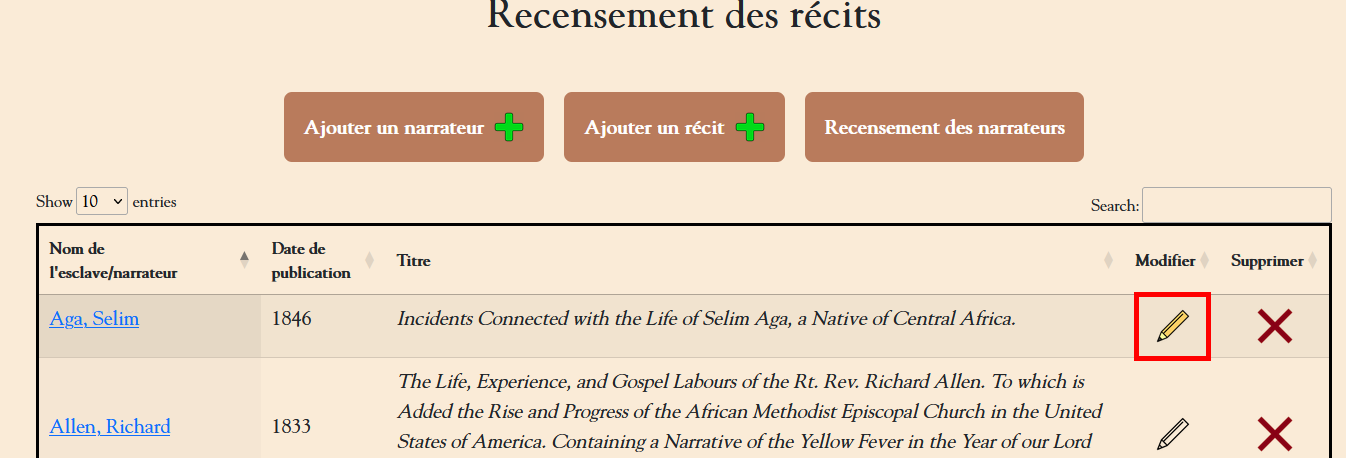 Recensement des récits
Ajouter un narrateur
Ajouter un récit
Recensement des narrateurs
Show 10 entries
Search:
Nom de
l'esclave/narrateur
Date de
publication
Titre
Modifier
Supprimer
Aga, Selim
1846
Incidents Connected with the Life of Selim Aga, a Native of Central Africa.
Allen, Richard
1833
The Life, Experience, and Gospel Labours of the Rt. Rev. Richard Allen. To which is
Added the Rise and Progress of the African Methodist Episcopal Church in the United
States of America. Containing a Narrative of the Yellow Fever in the Year of our Lord